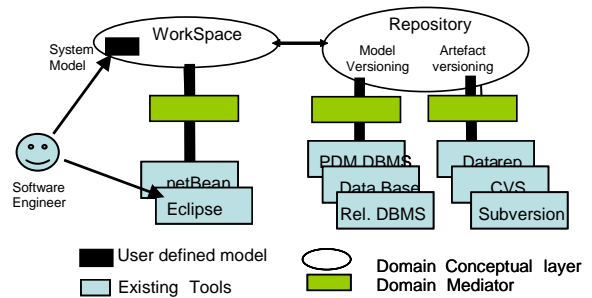 WorkSpace
Repository
System
Model
Model
Versioning
Artefact
versioning
Software
Engineer
netBean
Eclipse
PDM DBMS
Data Base
Rel. DBMS
Datarep
CVS
Subversion
User defined model
Existing Tools
Domain Conceptual layer
Domain Mediator